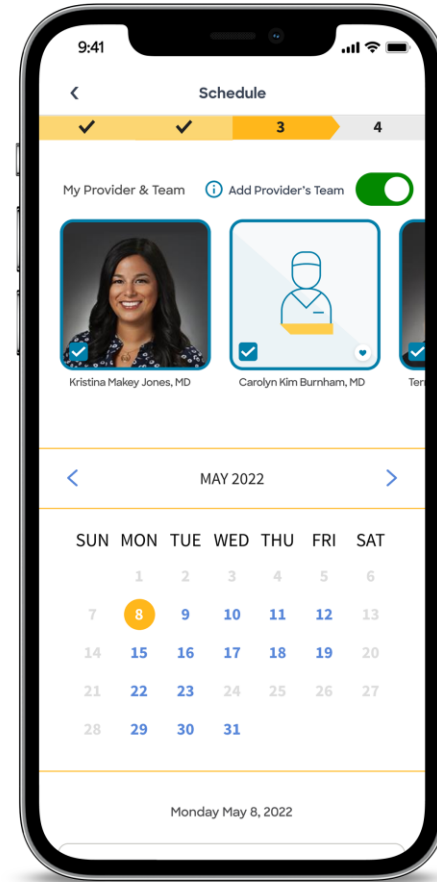 9:41
Schedule
3 4
My Provider & Team Add Provider's Team
Kristina Makey Jones, MD Carolyn Kim Burnham, MD
MAY 2022
SUN MON TUE WED THU FRI SAT
1 2 3 4 5 6
7 8 9 10 11 12 13
14 15 16 17 18 19 20
21 22 23 24 25 26 27
28 29 30 31
Monday May 8, 2022